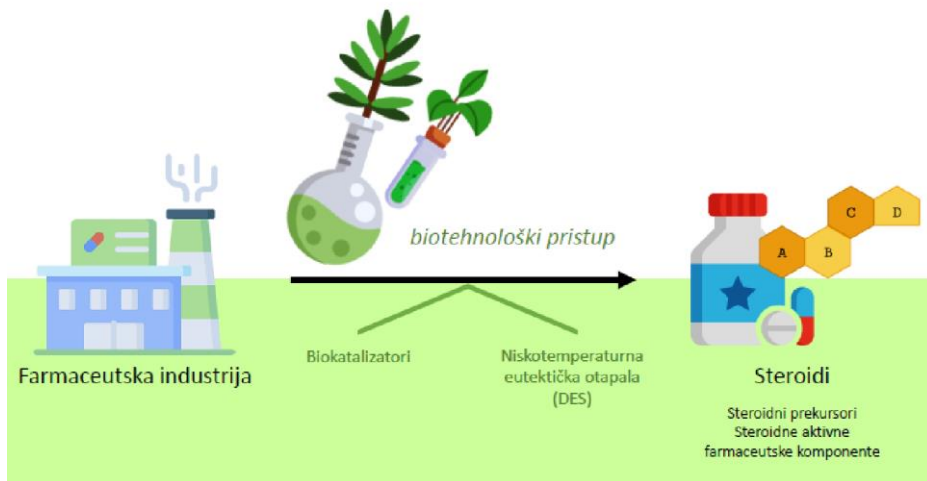 biotehnološki pristup
A
B
C
D
Biokatalizatori
Niskotemperaturna
eutektička otapala
(DES)
Farmaceutska industrija
Steroidi
Steroidni prekursori
Steroidne aktivne
farmaceutske komponente